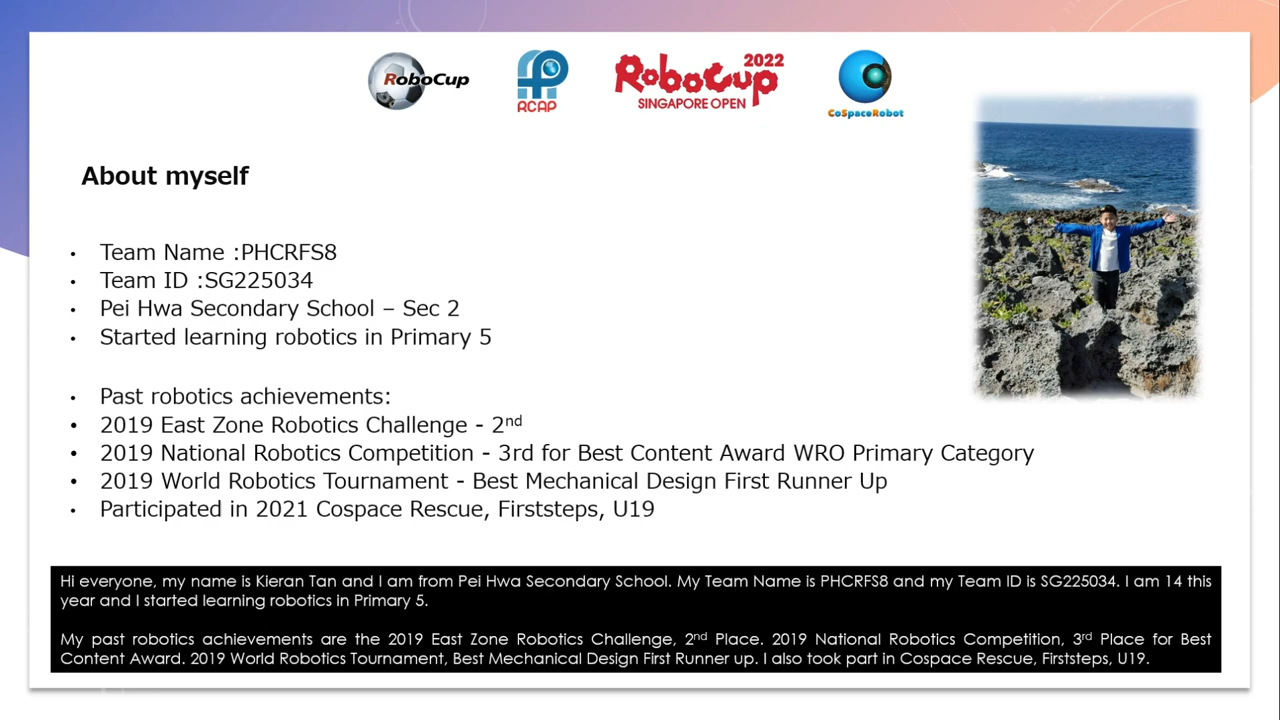 RoboCup
RCAP
RoboCup 2022
SINGAPORE OPEN
CoSpaceRobot
About myself
• Team Name :PHCRFS8
• Team ID :SG225034
• Pei Hwa Secondary School – Sec 2
• Started learning robotics in Primary 5
• Past robotics achievements:
• 2019 East Zone Robotics Challenge - 2nd
• 2019 National Robotics Competition - 3rd for Best Content Award WRO Primary Category
• 2019 World Robotics Tournament - Best Mechanical Design First Runner Up
• Participated in 2021 Cospace Rescue, Firststeps, U19
Hi everyone, my name is Kieran Tan and I am from Pei Hwa Secondary School. My Team Name is PHCRFS8 and my Team ID is SG225034. I am 14 this
year and I started learning robotics in Primary 5.
My past robotics achievements are the 2019 East Zone Robotics Challenge, 2nd Place. 2019 National Robotics Competition, 3rd Place for Best
Content Award. 2019 World Robotics Tournament, Best Mechanical Design First Runner up. I also took part in Cospace Rescue, Firststeps, U19.